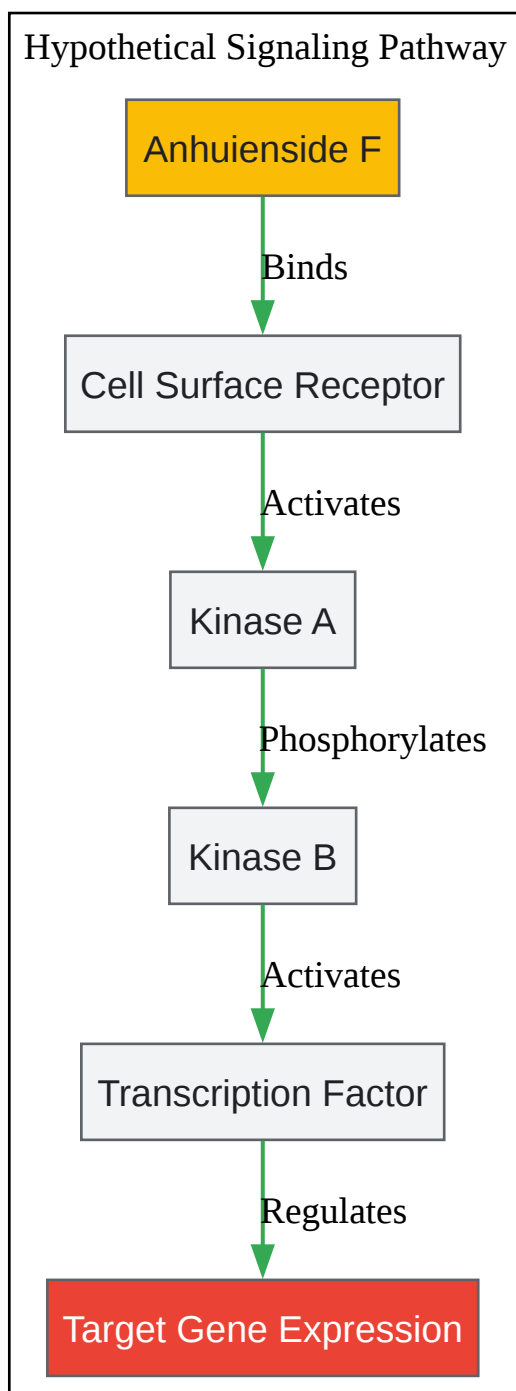 Hypothetical Signaling Pathway
Anhuienside F
Binds
Cell Surface Receptor
Activates
Kinase A
Phosphorylates
Kinase B
Activates
Transcription Factor
Regulates
Target Gene Expression